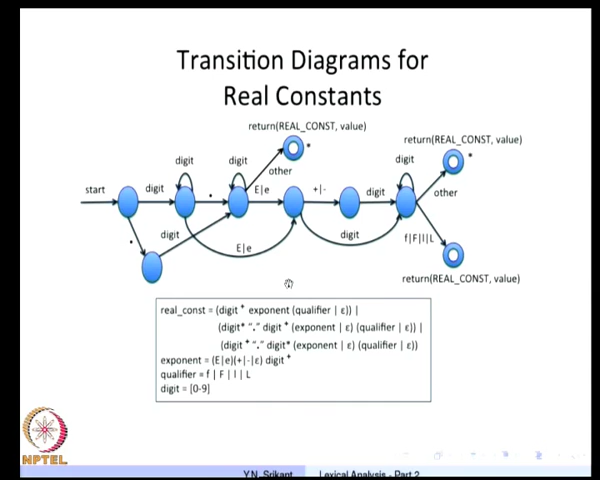 Transition Diagrams for
Real Constants
return(REAL_CONST, value)
return(REAL_CONST, value)
digit
digit
*
digit
*
other
start
digit
.
E|e
+|-
digit
other
.
digit
E|e
digit
f|F|l|L
return(REAL_CONST, value)
real_const = (digit + exponent (qualifier | ε)) |
(digit* "." digit + (exponent | ε) (qualifier | ε)) |
(digit + "." digit* (exponent | ε) (qualifier | ε))
exponent = (E|e)(+|-|ε) digit +
qualifier = f | F | l | L
digit = [0-9]
NPTEL
Y.N. Srikant Lexical Analysis - Part 2